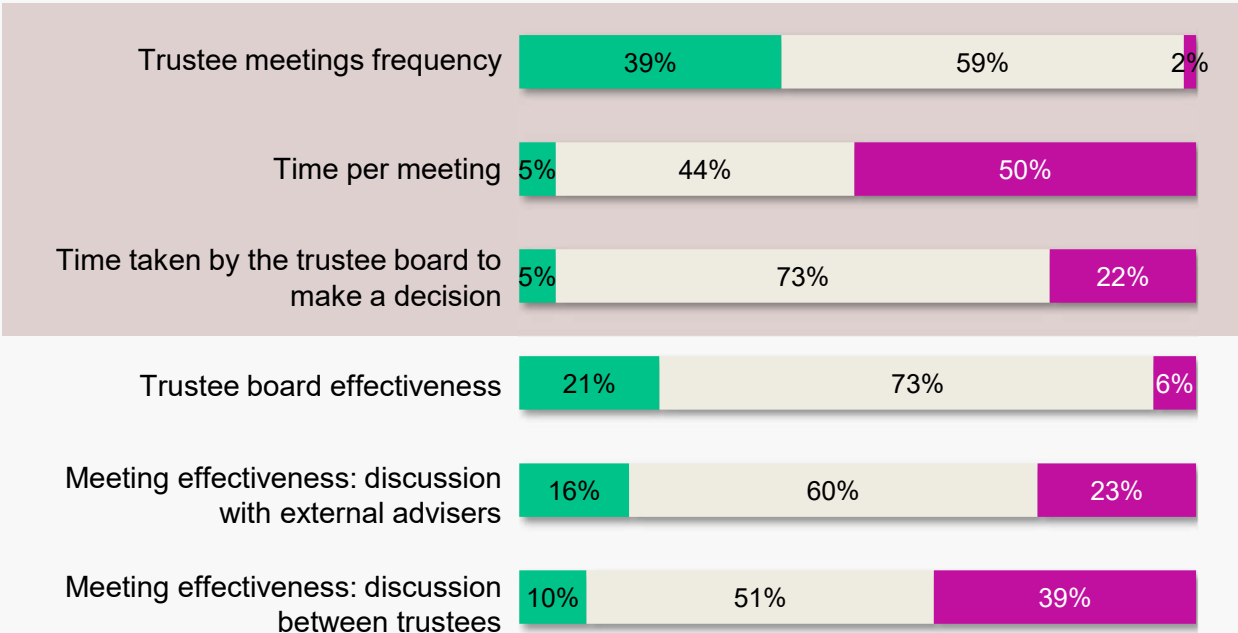 Trustee meetings frequency 39% 59% 2%
Time per meeting 5% 44% 50%
Time taken by the trustee board to
make a decision 5% 73% 22%
Trustee board effectiveness 21% 73% 6%
Meeting effectiveness: discussion
with external advisers 16% 60% 23%
Meeting effectiveness: discussion
between trustees 10% 51% 39%